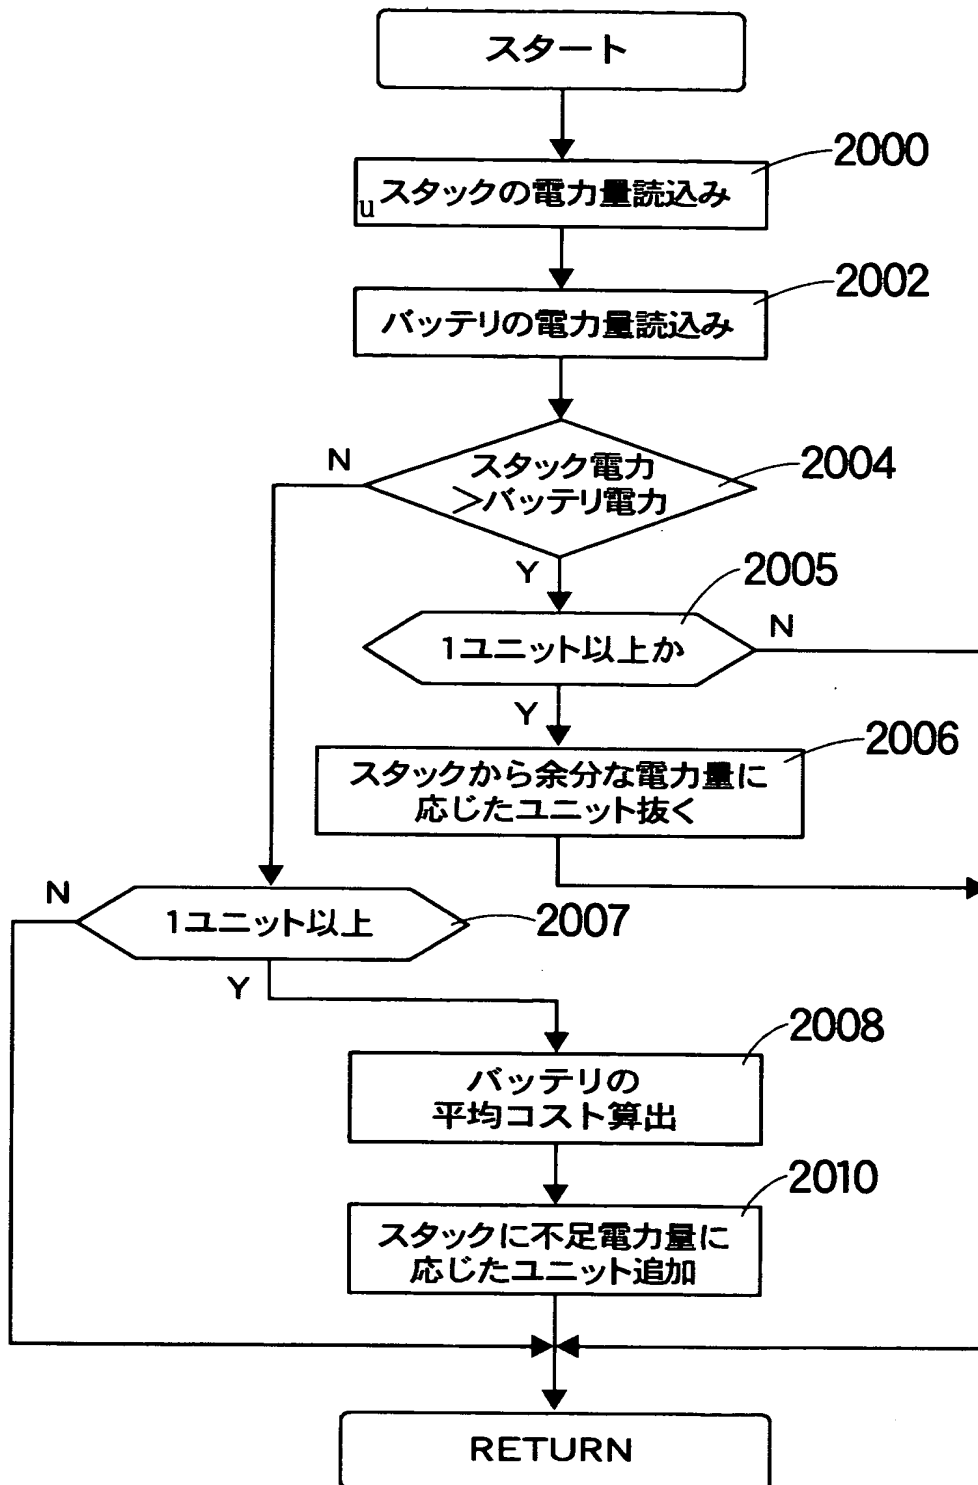 スタート
2000
uスタックの電力量読込み
2002
バッテリの電力量読込み
N
スタック電力
>バッテリ電力
2004
Y
2005
1ユニット以上か
N
Y
2006
スタックから余分な電力量に
応じたユニット抜く
N
1ユニット以上
2007
Y
2008
バッテリの
平均コスト算出
2010
スタックに不足電力量に
応じたユニット追加
RETURN